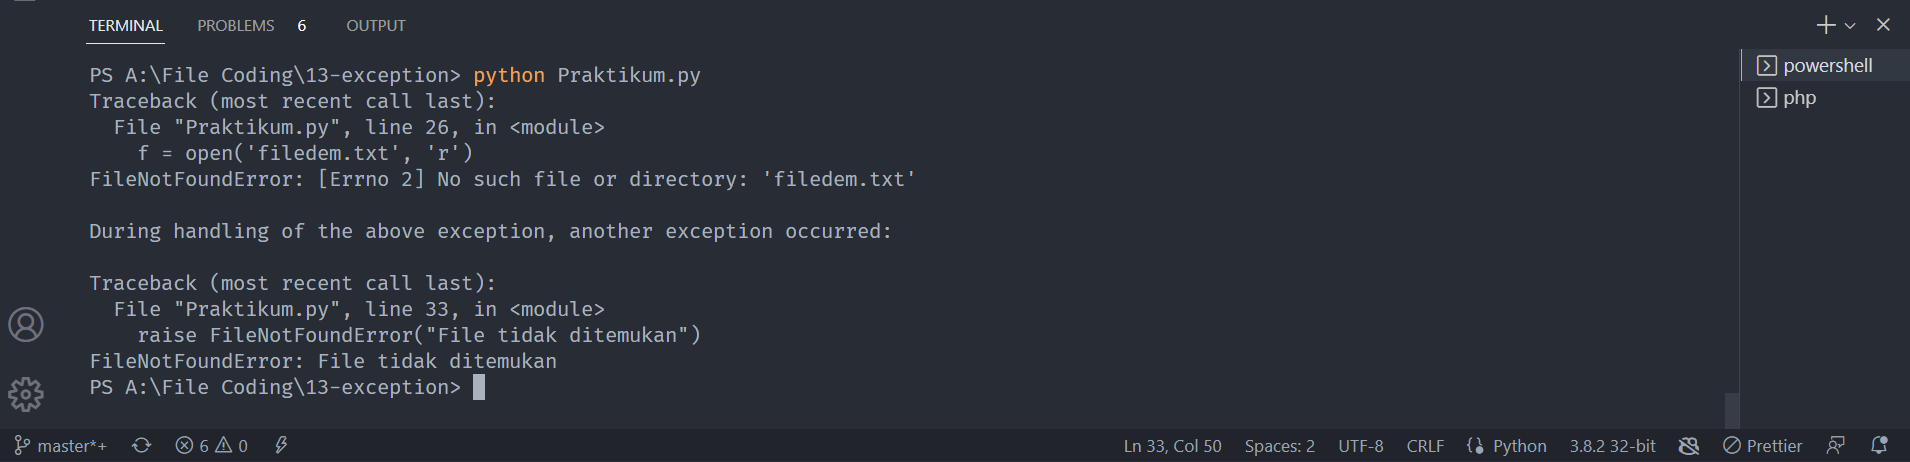 TERMINAL PROBLEMS 6 OUTPUT
PS A:\File Coding\13-exception> python Praktikum.py
Traceback (most recent call last):
  File "Praktikum.py", line 26, in <module>
    f = open('filedem.txt', 'r')
FileNotFoundError: [Errno 2] No such file or directory: 'filedem.txt'

During handling of the above exception, another exception occurred:

Traceback (most recent call last):
  File "Praktikum.py", line 33, in <module>
    raise FileNotFoundError("File tidak ditemukan")
FileNotFoundError: File tidak ditemukan
PS A:\File Coding\13-exception>
powershell
php
master*+ 6 0 Ln 33, Col 50 Spaces: 2 UTF-8 CRLF Python 3.8.2 32-bit Prettier